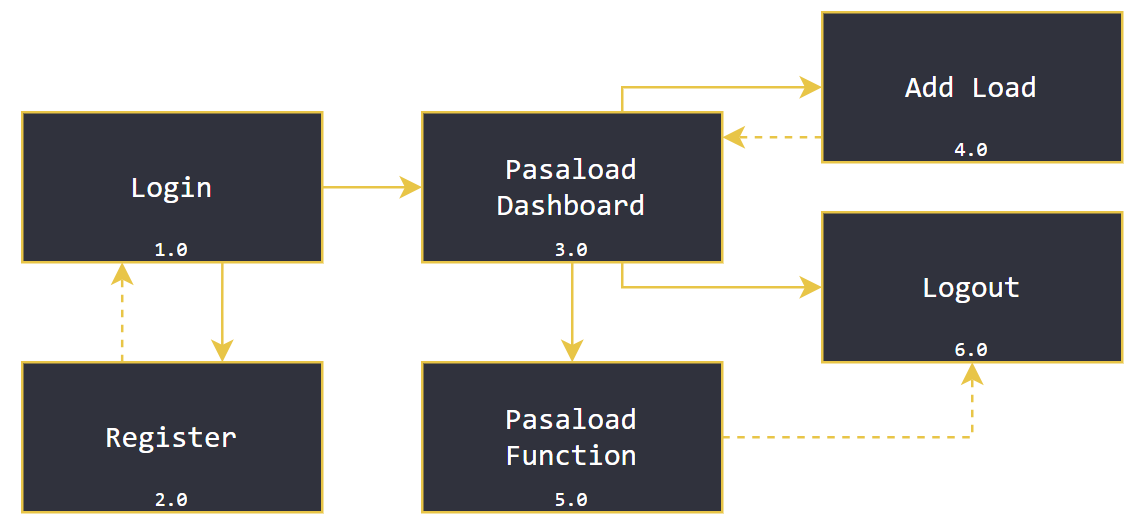 Login
1.0
Register
2.0
Pasaload
Dashboard
3.0
Add Load
4.0
Pasaload
Function
5.0
Logout
6.0